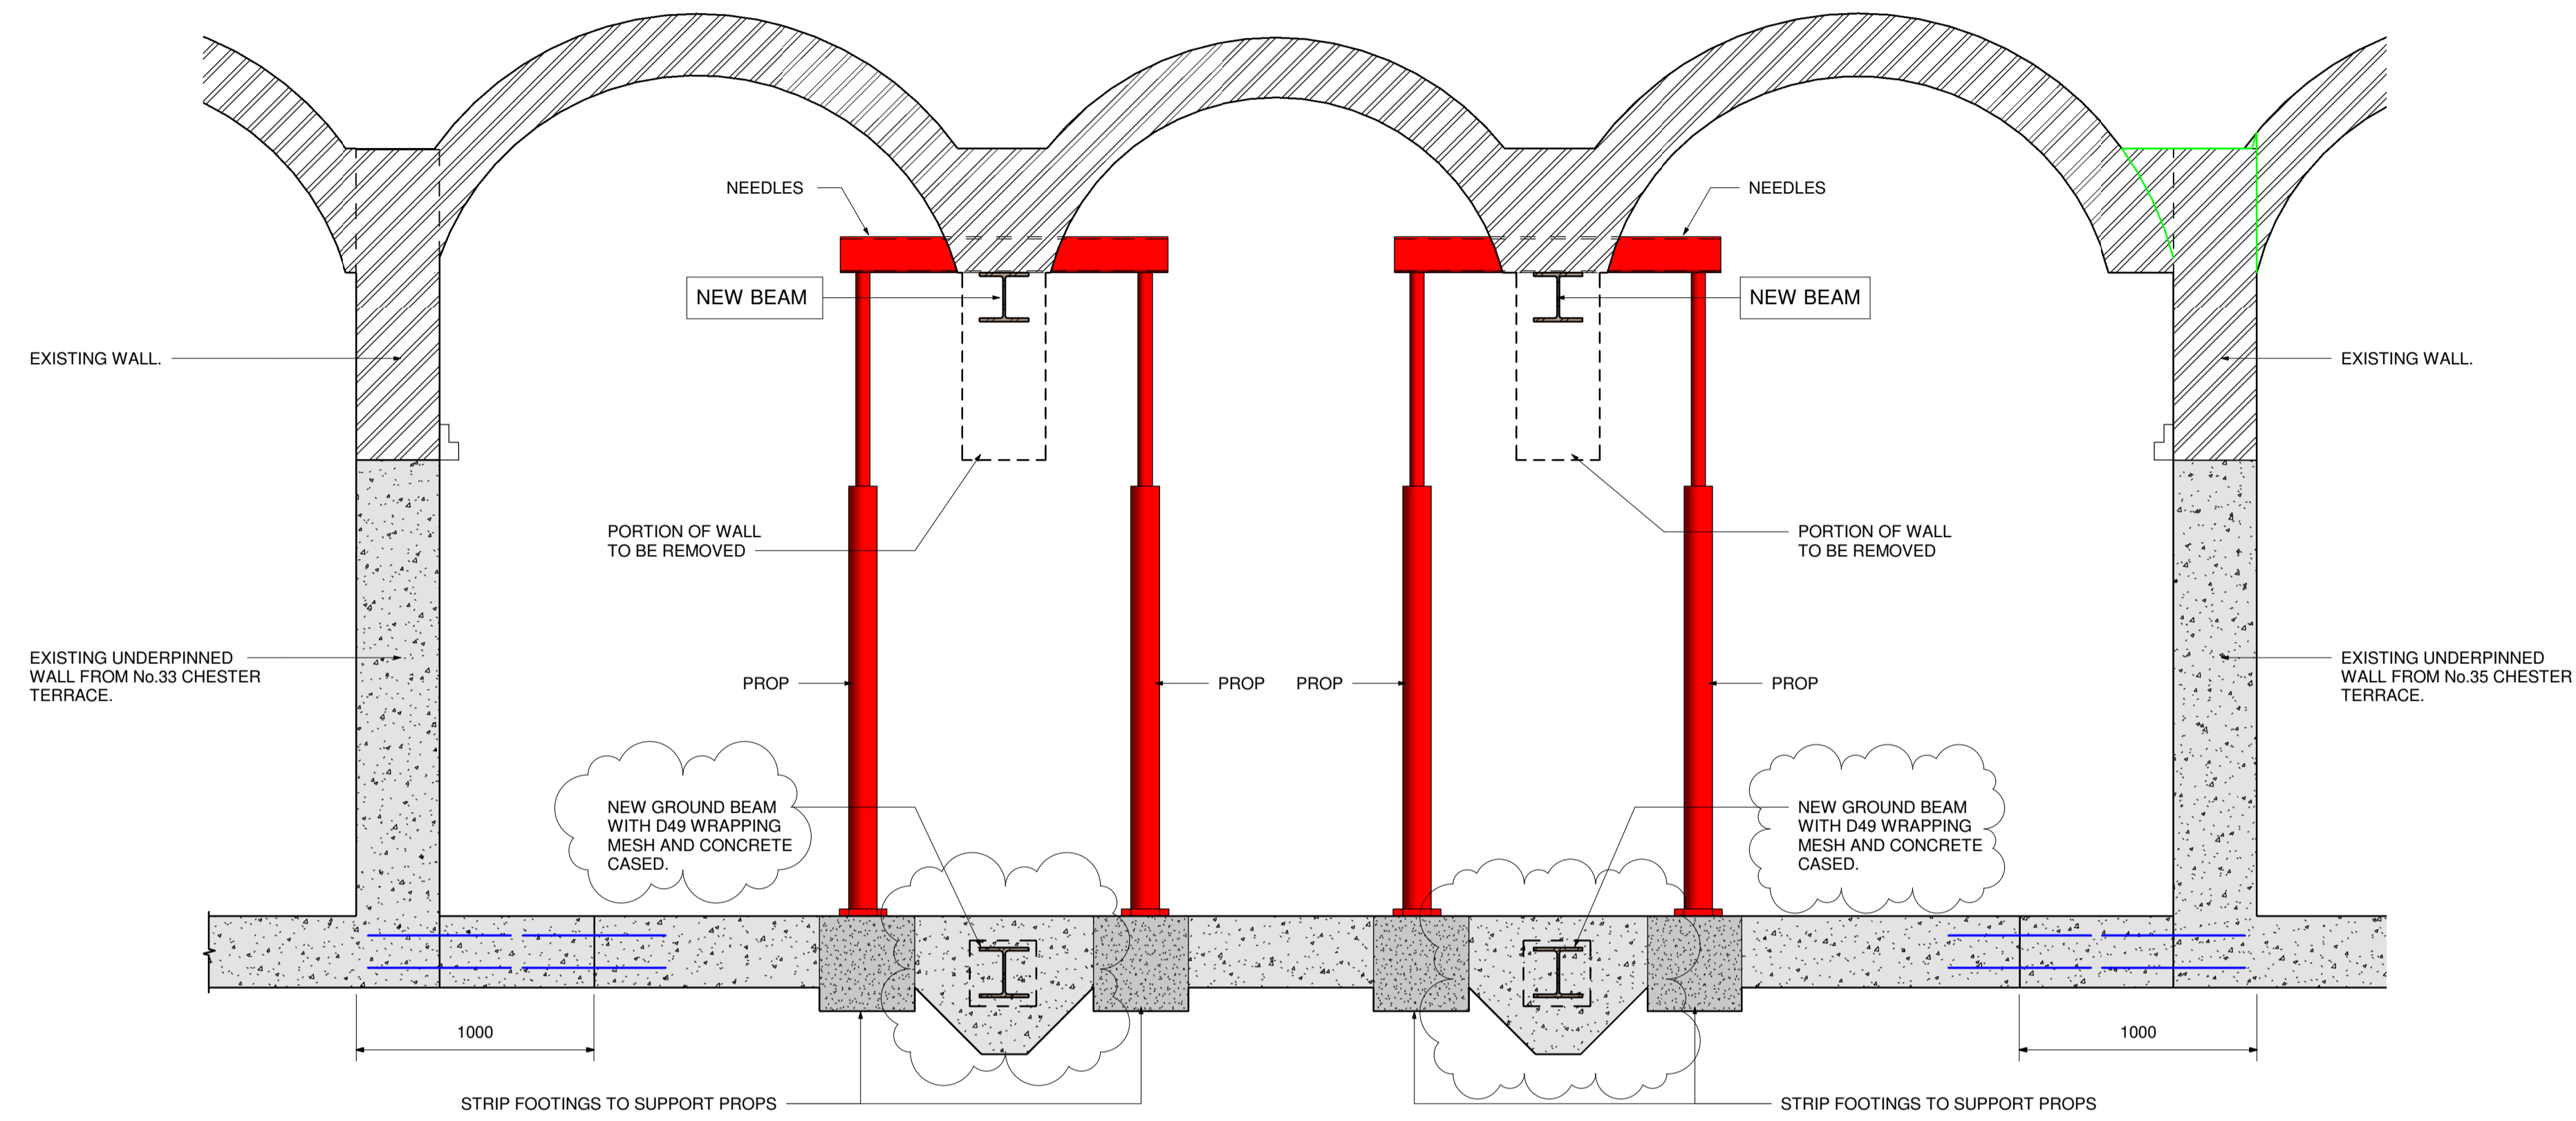 NEEDLES
NEEDLES
NEW BEAM
NEW BEAM
EXISTING WALL.
EXISTING WALL.
PORTION OF WALL
TO BE REMOVED
PORTION OF WALL
TO BE REMOVED
EXISTING UNDERPINNED
WALL FROM No.33 CHESTER
TERRACE.
PROP
PROP
PROP
PROP
EXISTING UNDERPINNED
WALL FROM No.35 CHESTER
TERRACE.
NEW GROUND BEAM
WITH D49 WRAPPING
MESH AND CONCRETE
CASED.
NEW GROUND BEAM
WITH D49 WRAPPING
MESH AND CONCRETE
CASED.
1000
1000
STRIP FOOTINGS TO SUPPORT PROPS
STRIP FOOTINGS TO SUPPORT PROPS